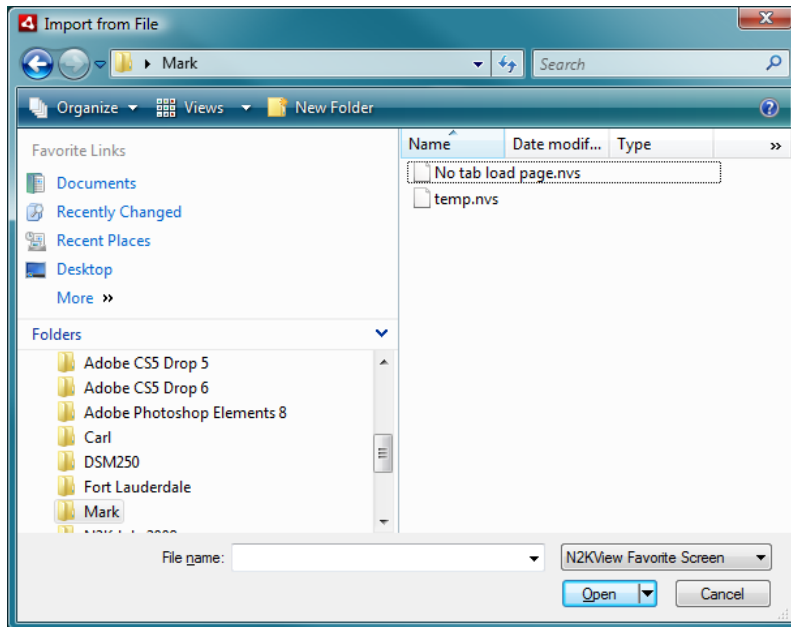 Import from File
Mark
Search
Organize Views New Folder
Favorite Links
Documents
Recently Changed
Recent Places
Desktop
More »
Folders
Adobe CS5 Drop 5
Adobe CS5 Drop 6
Adobe Photoshop Elements 8
Carl
DSM250
Fort Lauderdale
Mark
Name Date modif... Type »
No tab load page.nvs
temp.nvs
File name: N2KView Favorite Screen
Open Cancel